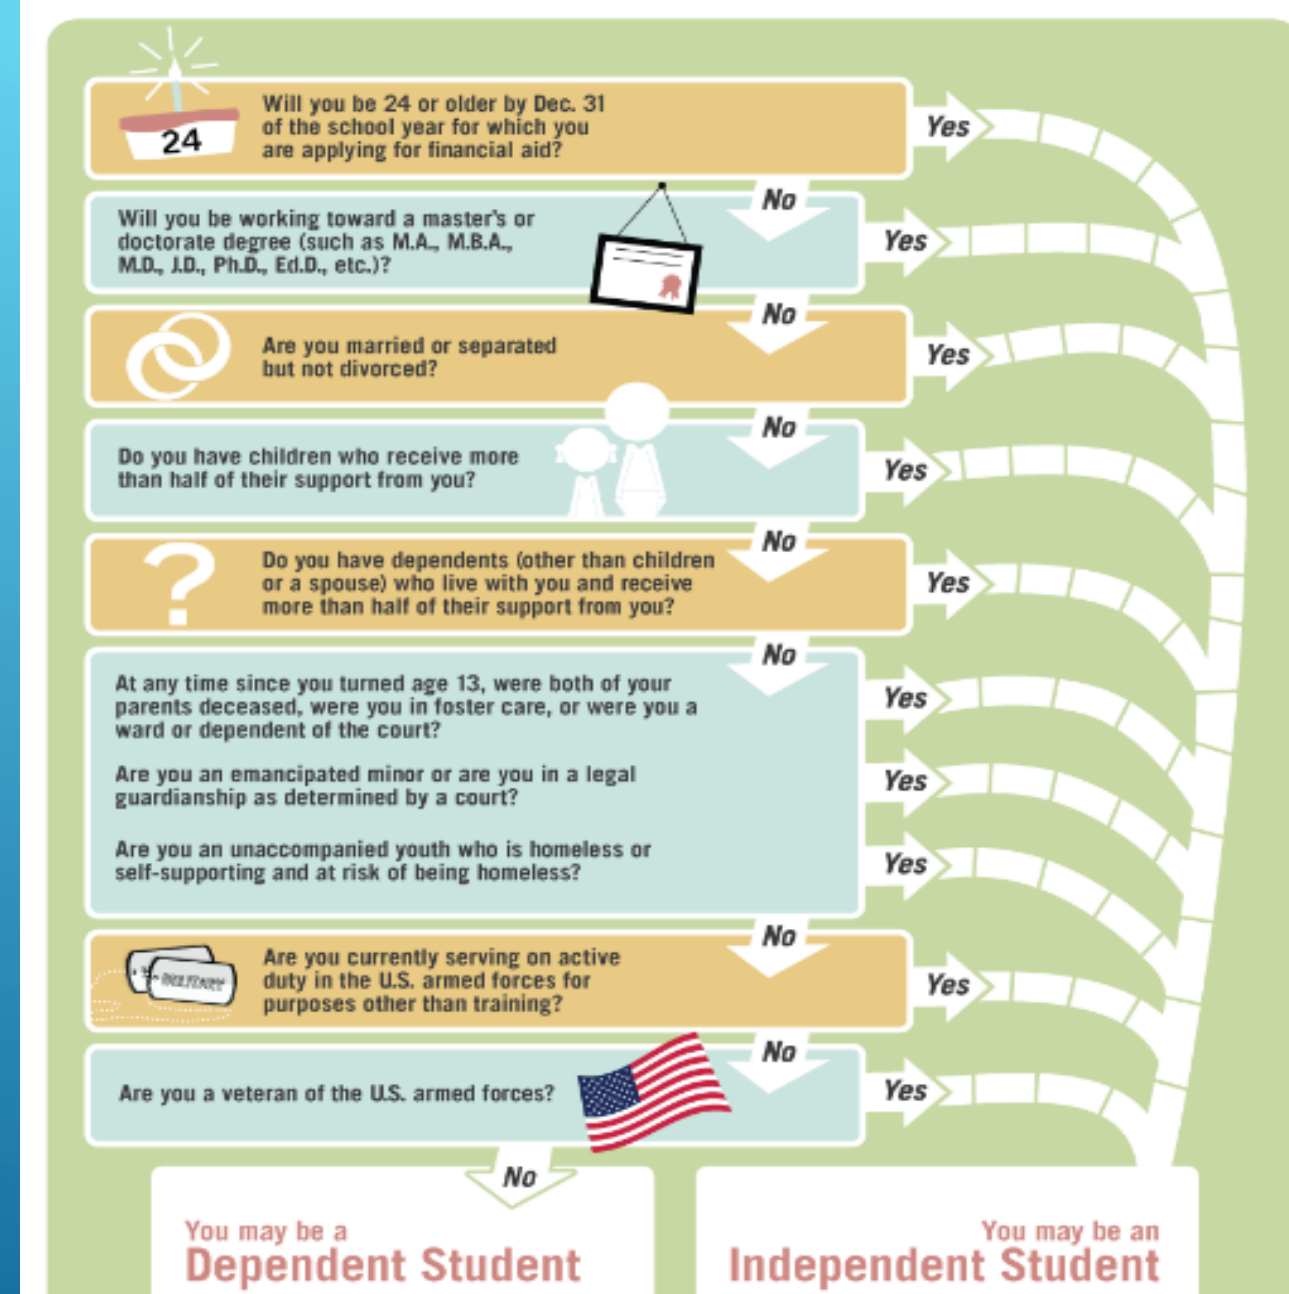 24
Will you be 24 or older by Dec. 31
of the school year for which you
are applying for financial aid?
Yes
No
Will you be working toward a master's or
doctorate degree (such as M.A., M.B.A.,
M.D., J.D., Ph.D., Ed.D., etc.)?
Yes
No
Are you married or separated
but not divorced?
Yes
No
Do you have children who receive more
than half of their support from you?
Yes
No
Do you have dependents (other than children
or a spouse) who live with you and receive
more than half of their support from you?
Yes
No
At any time since you turned age 13, were both of your
parents deceased, were you in foster care, or were you a
ward or dependent of the court?
Yes
Are you an emancipated minor or are you in a legal
guardianship as determined by a court?
Yes
Are you an unaccompanied youth who is homeless or
self-supporting and at risk of being homeless?
Yes
No
Are you currently serving on active
duty in the U.S. armed forces for
purposes other than training?
Yes
No
Are you a veteran of the U.S. armed forces?
Yes
No
You may be a
Dependent Student
You may be an
Independent Student